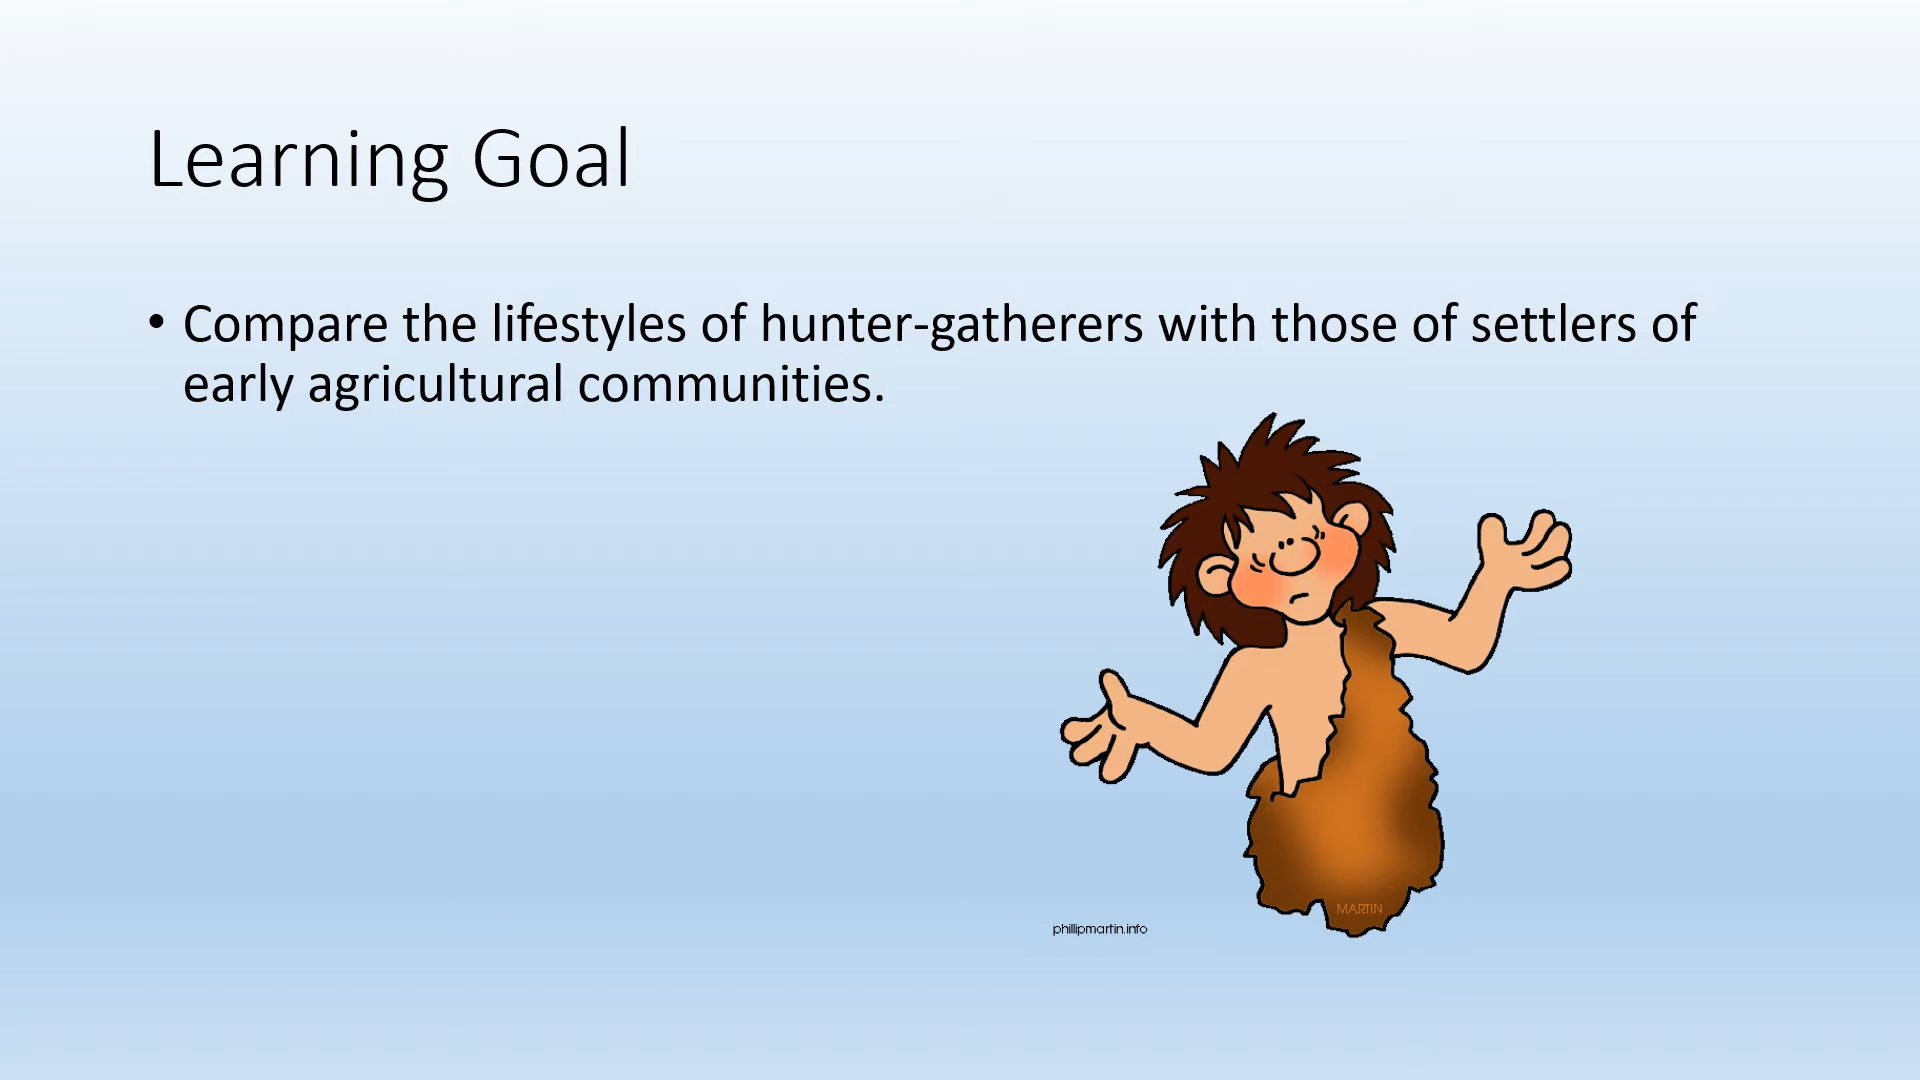 Learning Goal
• Compare the lifestyles of hunter-gatherers with those of settlers of
early agricultural communities.
MARTIN
phillipmartin.info